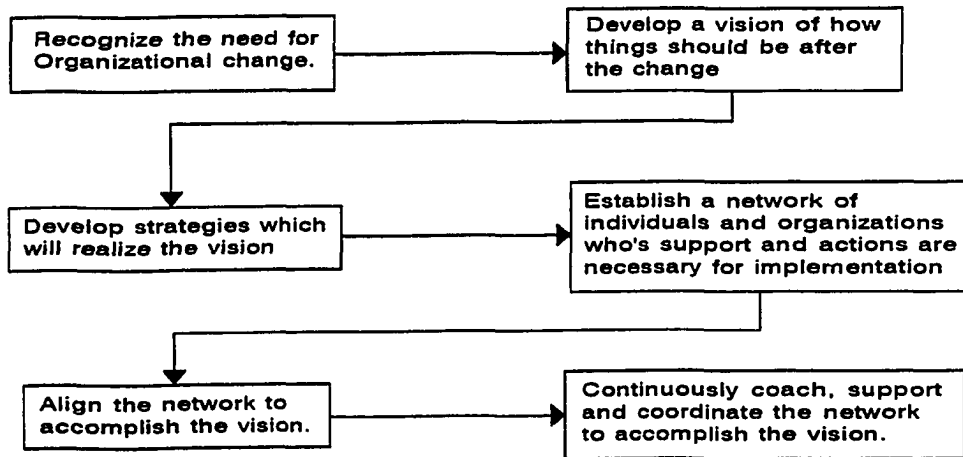 Recognize the need for
Organizational change.
Develop a vision of how
things should be after
the change
Develop strategies which
will realize the vision
Establish a network of
individuals and organizations
who's support and actions are
necessary for implementation
Align the network to
accomplish the vision.
Continuously coach, support
and coordinate the network
to accomplish the vision.